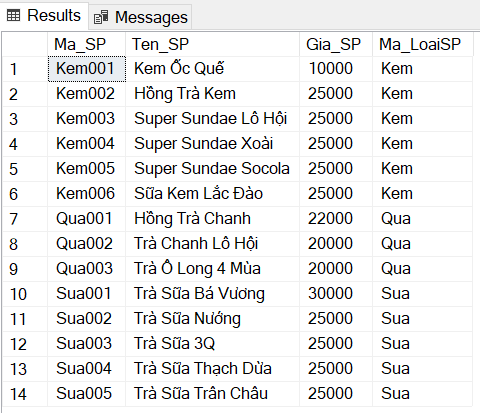 Results Messages
Ma_SP Ten_SP Gia_SP Ma_LoaiSP
1 Kem001 Kem Ốc Quế 10000 Kem
2 Kem002 Hồng Trà Kem 25000 Kem
3 Kem003 Super Sundae Lô Hội 25000 Kem
4 Kem004 Super Sundae Xoài 25000 Kem
5 Kem005 Super Sundae Socola 25000 Kem
6 Kem006 Sữa Kem Lắc Đào 25000 Kem
7 Qua001 Hồng Trà Chanh 22000 Qua
8 Qua002 Trà Chanh Lô Hội 20000 Qua
9 Qua003 Trà Ô Long 4 Mùa 20000 Qua
10 Sua001 Trà Sữa Bá Vương 30000 Sua
11 Sua002 Trà Sữa Nướng 25000 Sua
12 Sua003 Trà Sữa 3Q 25000 Sua
13 Sua004 Trà Sữa Thạch Dừa 25000 Sua
14 Sua005 Trà Sữa Trân Châu 25000 Sua